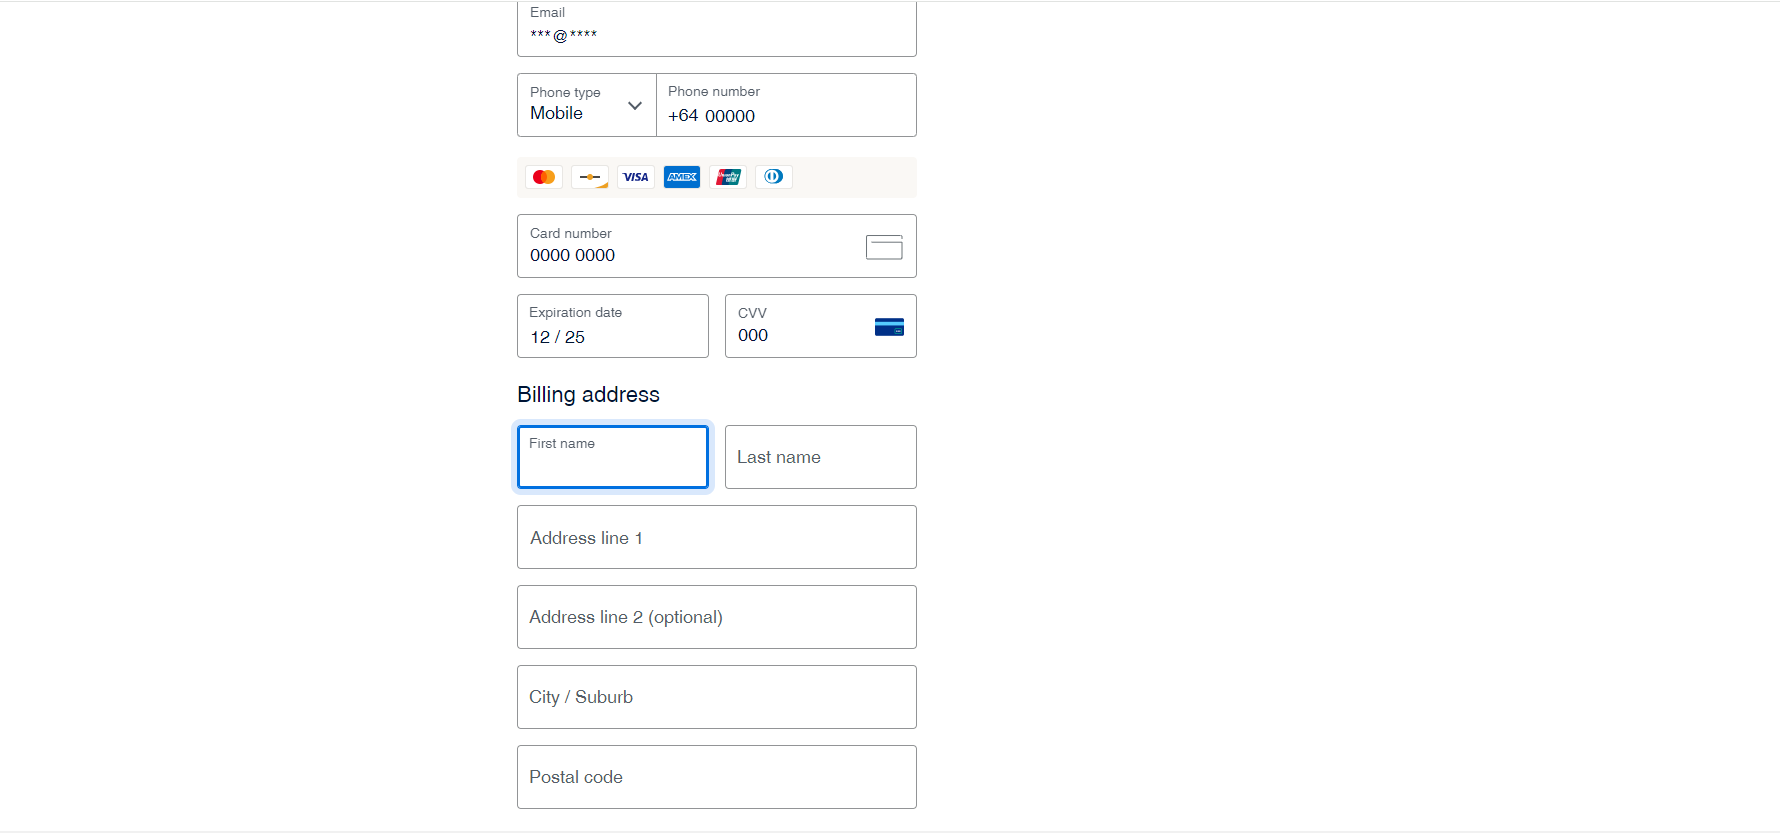 Email
***@****
Phone type
Mobile
Phone number
+64 00000
VISA
AMEX
UnionPay
Card number
0000 0000
Expiration date
12 / 25
CVV
000
Billing address
First name
Last name
Address line 1
Address line 2 (optional)
City / Suburb
Postal code